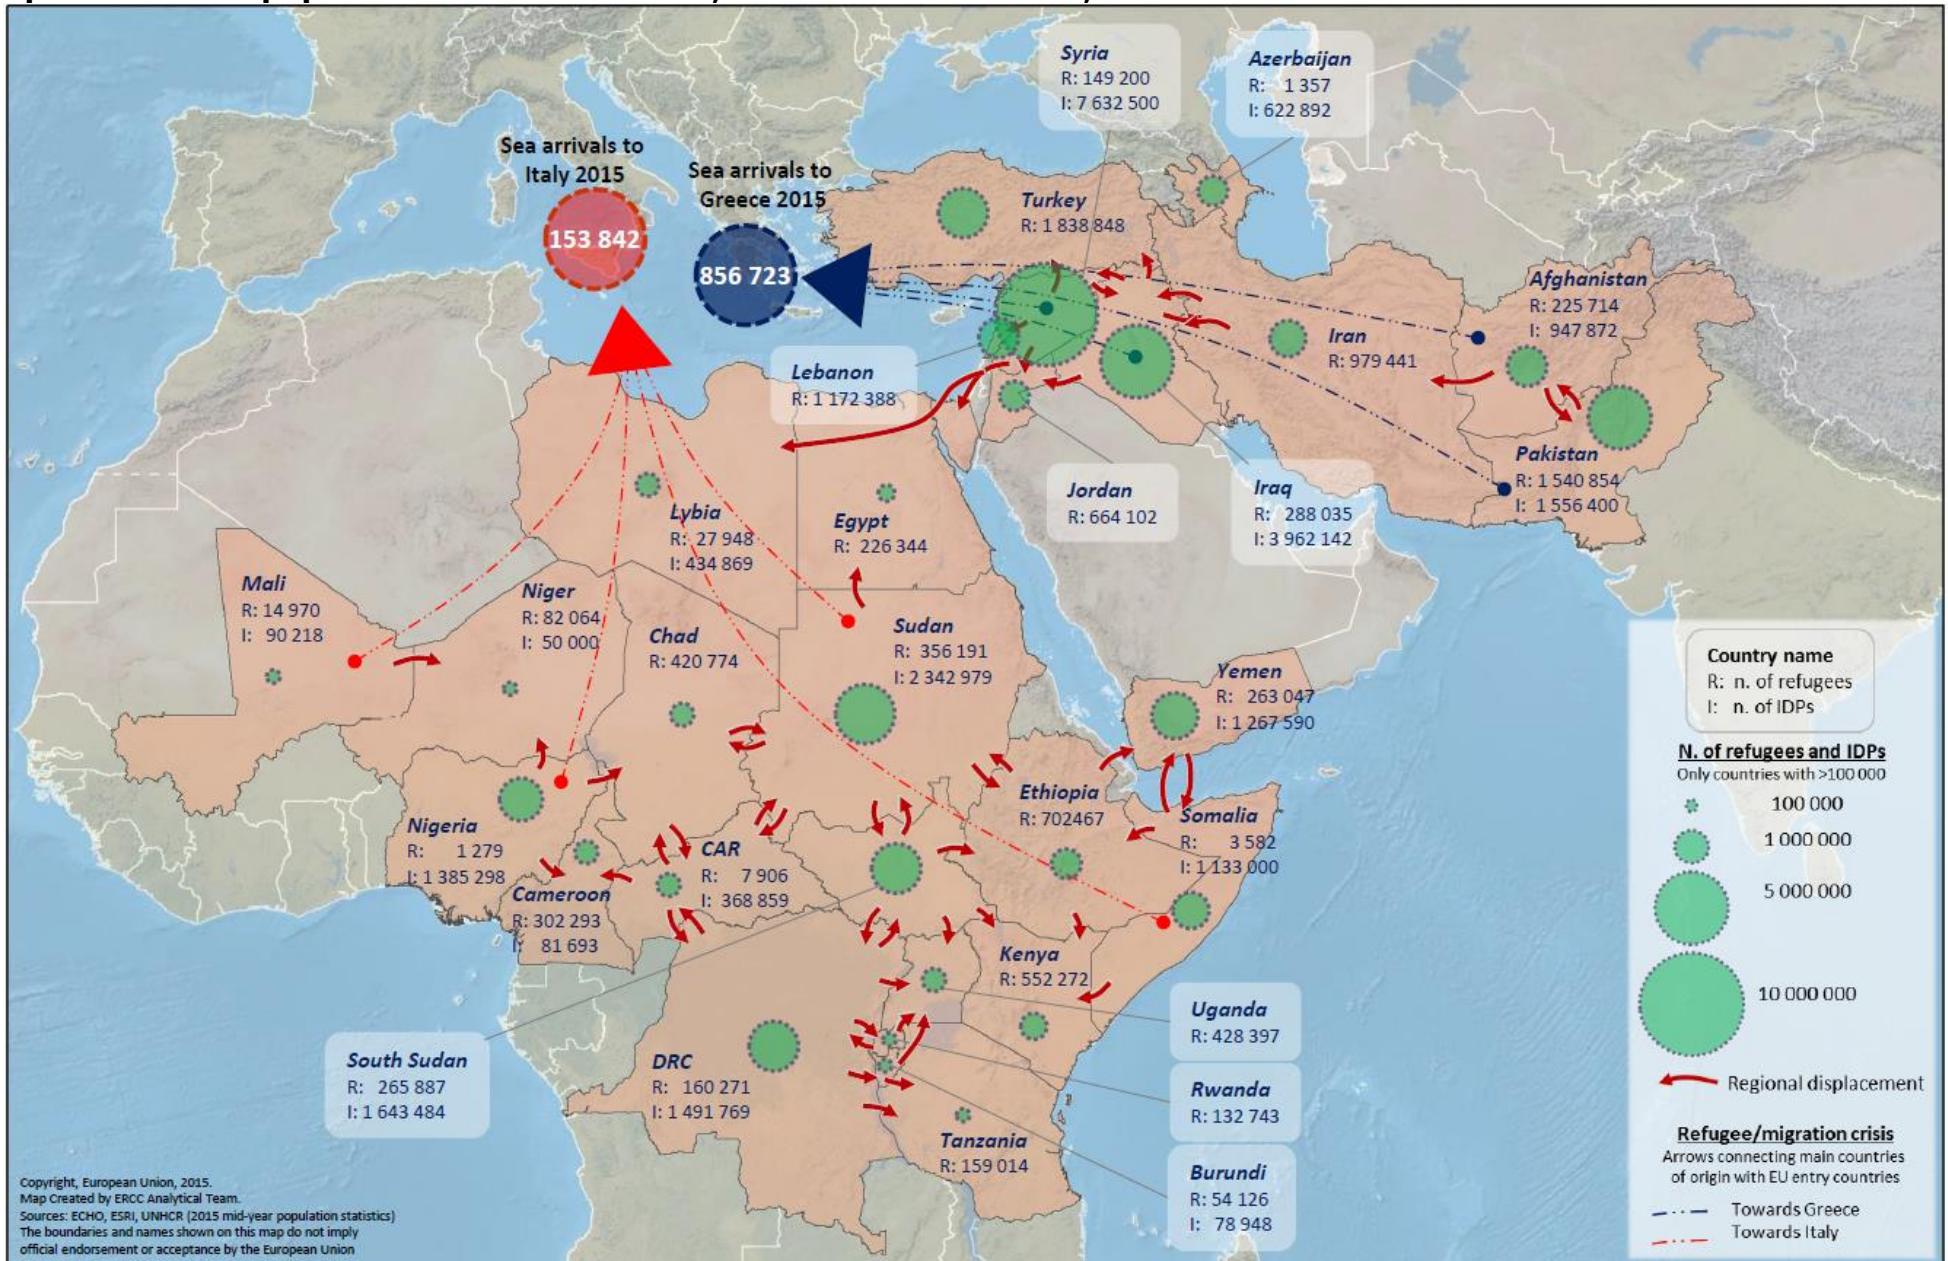 Syria
R: 149 200
I: 7 632 500
Azerbaijan
R: 1 357
I: 622 892
Sea arrivals to
Italy 2015
153 842
Sea arrivals to
Greece 2015
856 723
Turkey
R: 1 838 848
Afghanistan
R: 225 714
I: 947 872
Iran
R: 979 441
Lebanon
R: 1 172 388
Pakistan
R: 1 540 854
I: 1 556 400
Jordan
R: 664 102
Iraq
R: 288 035
I: 3 962 142
Lybia
R: 27 948
I: 434 869
Egypt
R: 226 344
Mali
R: 14 970
I: 90 218
Niger
R: 82 064
I: 50 000
Chad
R: 420 774
Sudan
R: 356 191
I: 2 342 979
Yemen
R: 263 047
I: 1 267 590
Ethiopia
R: 702467
Somalia
R: 3 582
I: 1 133 000
Nigeria
R: 1 279
I: 1 385 298
Cameroon
R: 302 293
I: 81 693
CAR
R: 7 906
I: 368 859
Kenya
R: 552 272
Uganda
R: 428 397
South Sudan
R: 265 887
I: 1 643 484
DRC
R: 160 271
I: 1 491 769
Rwanda
R: 132 743
Tanzania
R: 159 014
Burundi
R: 54 126
I: 78 948
Country name
R: n. of refugees
I: n. of IDPs
N. of refugees and IDPs
Only countries with >100 000
100 000
1 000 000
5 000 000
10 000 000
Regional displacement
Refugee/migration crisis
Arrows connecting main countries
of origin with EU entry countries
Towards Greece
Towards Italy
Copyright, European Union, 2015.
Map Created by ERCC Analytical Team.
Sources: ECHO, ESRI, UNHCR (2015 mid-year population statistics)
The boundaries and names shown on this map do not imply
official endorsement or acceptance by the European Union